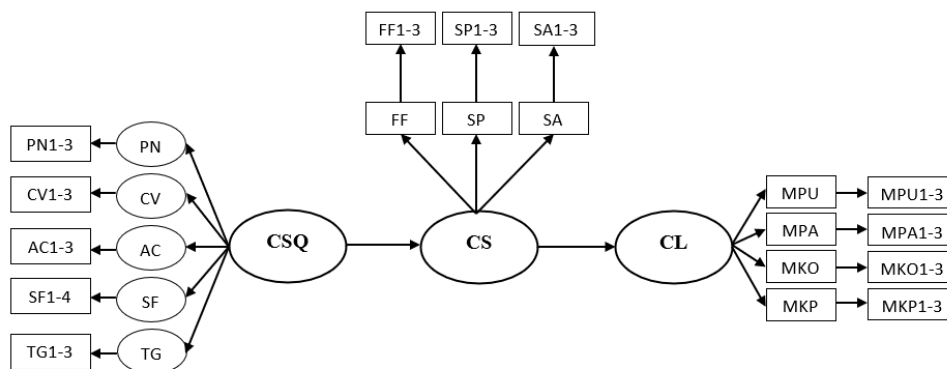 FF1-3 SP1-3 SA1-3
FF SP SA
PN1-3 PN
CV1-3 CV
AC1-3 AC
SF1-4 SF
TG1-3 TG
CSQ CS CL
MPU MPU1-3
MPA MPA1-3
MKO MKO1-3
MKP MKP1-3